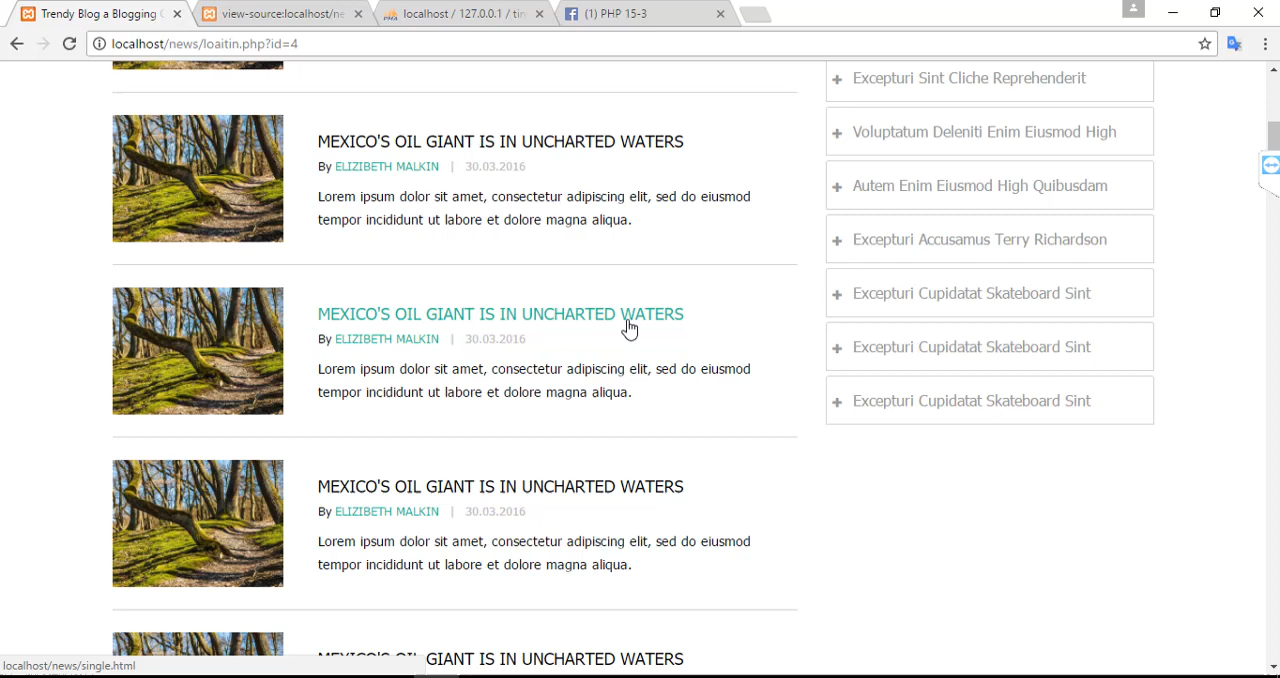 Trendy Blog a Blogging
view-source:localhost/ne
localhost / 127.0.0.1 / tin
(1) PHP 15-3
localhost/news/loaitin.php?id=4
MEXICO'S OIL GIANT IS IN UNCHARTED WATERS
By ELIZIBETH MALKIN | 30.03.2016
Lorem ipsum dolor sit amet, consectetur adipiscing elit, sed do eiusmod
tempor incididunt ut labore et dolore magna aliqua.
MEXICO'S OIL GIANT IS IN UNCHARTED WATERS
By ELIZIBETH MALKIN | 30.03.2016
Lorem ipsum dolor sit amet, consectetur adipiscing elit, sed do eiusmod
tempor incididunt ut labore et dolore magna aliqua.
MEXICO'S OIL GIANT IS IN UNCHARTED WATERS
By ELIZIBETH MALKIN | 30.03.2016
Lorem ipsum dolor sit amet, consectetur adipiscing elit, sed do eiusmod
tempor incididunt ut labore et dolore magna aliqua.
MEXICO'S OIL GIANT IS IN UNCHARTED WATERS
Excepturi Sint Cliche Reprehenderit
Voluptatum Deleniti Enim Eiusmod High
Autem Enim Eiusmod High Quibusdam
Excepturi Accusamus Terry Richardson
Excepturi Cupidatat Skateboard Sint
Excepturi Cupidatat Skateboard Sint
Excepturi Cupidatat Skateboard Sint
localhost/news/single.html